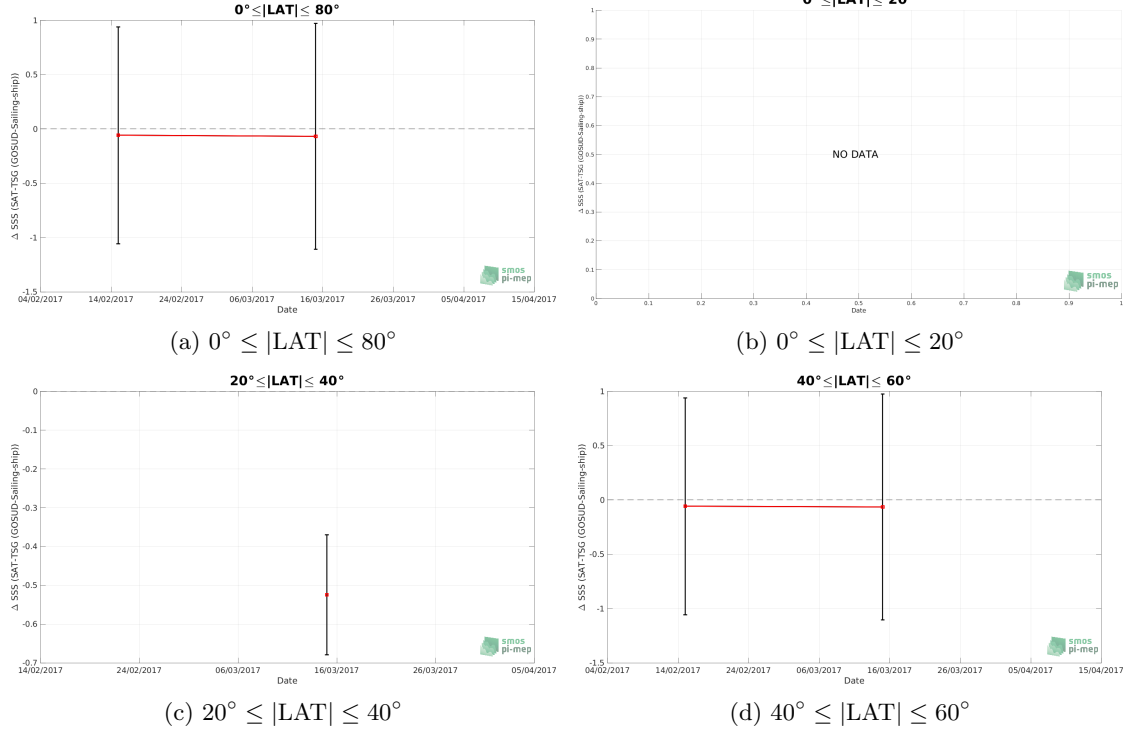 0°≤|LAT|≤ 80°
Δ SSS (SAT-TSG (GOSUD-Sailing-ship))
1
0.5
0
-0.5
-1
-1.5
04/02/2017 14/02/2017 24/02/2017 06/03/2017 16/03/2017 26/03/2017 05/04/2017 15/04/2017
Date
smos
pi-mep
(a) 0° ≤ |LAT| ≤ 80°
0°≤|LAT|≤ 20°
Δ SSS (SAT-TSG (GOSUD-Sailing-ship))
1
0.9
0.8
0.7
0.6
0.5
0.4
0.3
0.2
0.1
0
NO DATA
0 0.1 0.2 0.3 0.4 0.5 0.6 0.7 0.8 0.9 1
Date
smos
pi-mep
(b) 0° ≤ |LAT| ≤ 20°
20°≤|LAT|≤ 40°
Δ SSS (SAT-TSG (GOSUD-Sailing-ship))
0
-0.1
-0.2
-0.3
-0.4
-0.5
-0.6
-0.7
14/02/2017 24/02/2017 06/03/2017 16/03/2017 26/03/2017 05/04/2017
Date
smos
pi-mep
(c) 20° ≤ |LAT| ≤ 40°
40°≤|LAT|≤ 60°
Δ SSS (SAT-TSG (GOSUD-Sailing-ship))
1
0.5
0
-0.5
-1
-1.5
04/02/2017 14/02/2017 24/02/2017 06/03/2017 16/03/2017 26/03/2017 05/04/2017 15/04/2017
Date
smos
pi-mep
(d) 40° ≤ |LAT| ≤ 60°